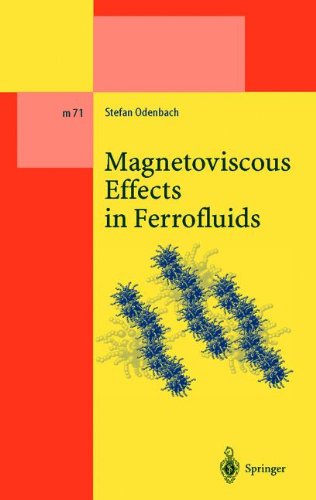 m 71
Stefan Odenbach
Magnetoviscous
Effects
in Ferrofluids
Springer